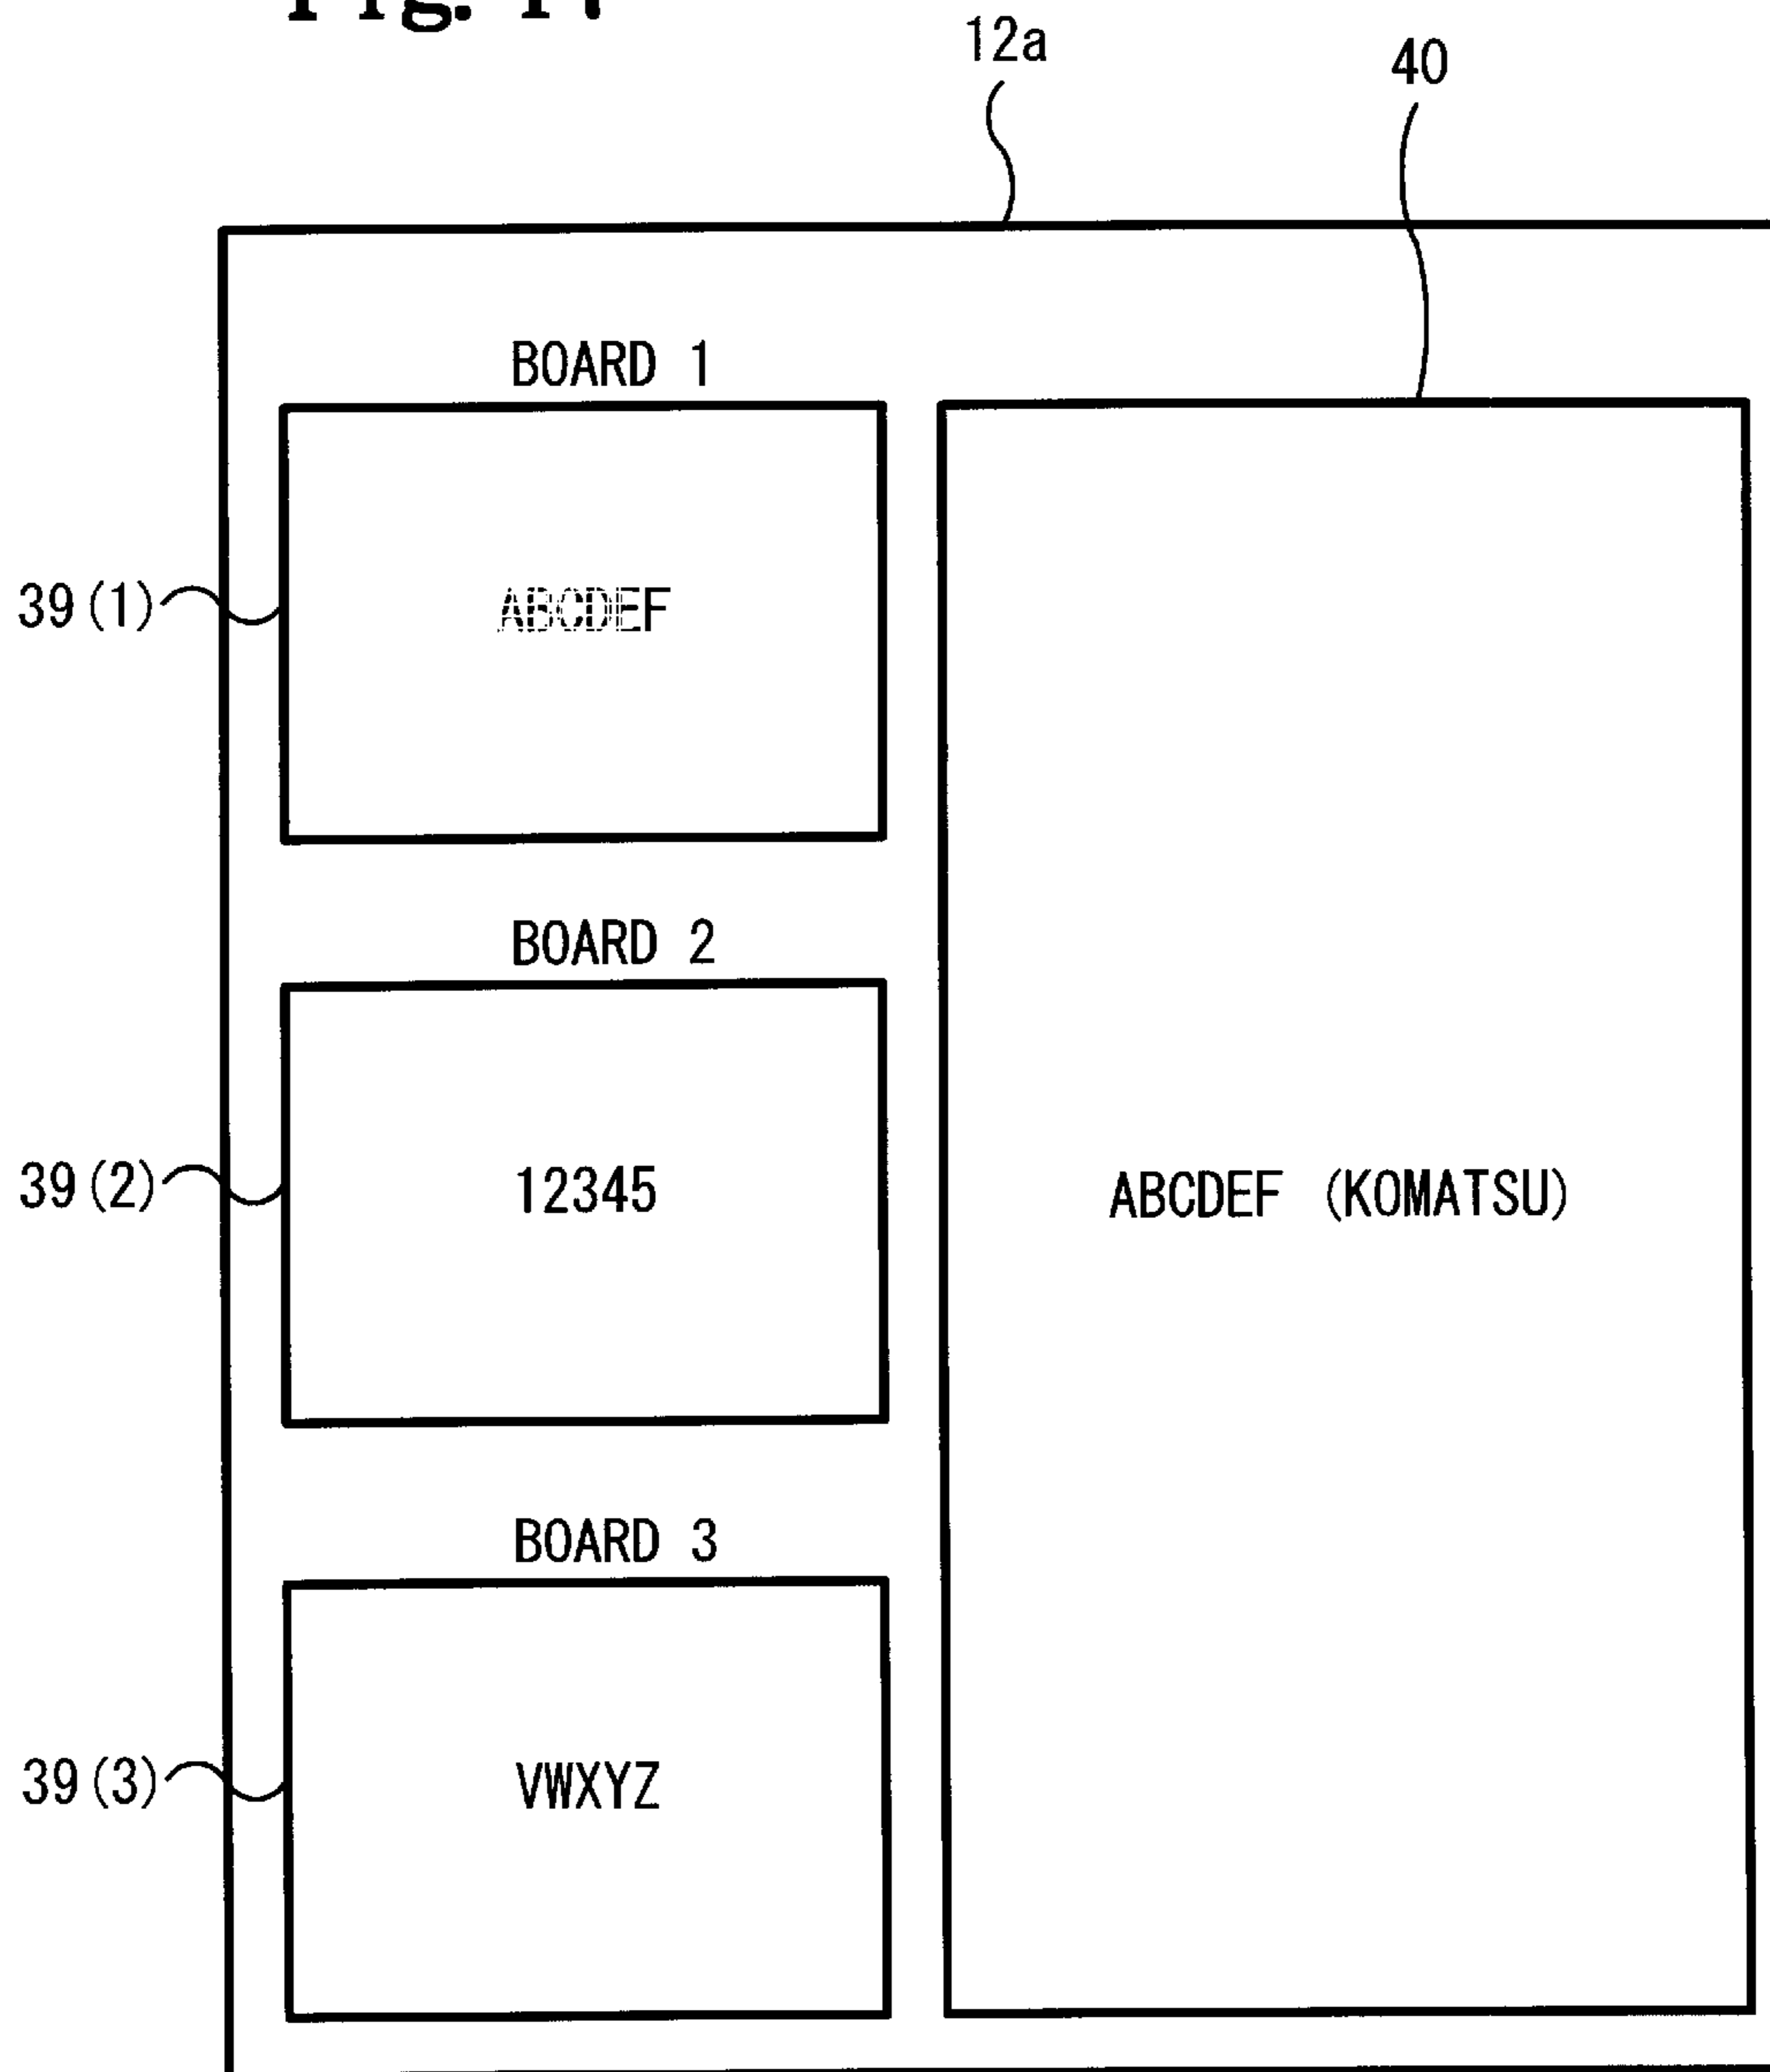 12a
40
BOARD 1
39(1)
ABCDEF
BOARD 2
39(2)
12345
ABCDEF (KOMATSU)
BOARD 3
39(3)
VWXYZ